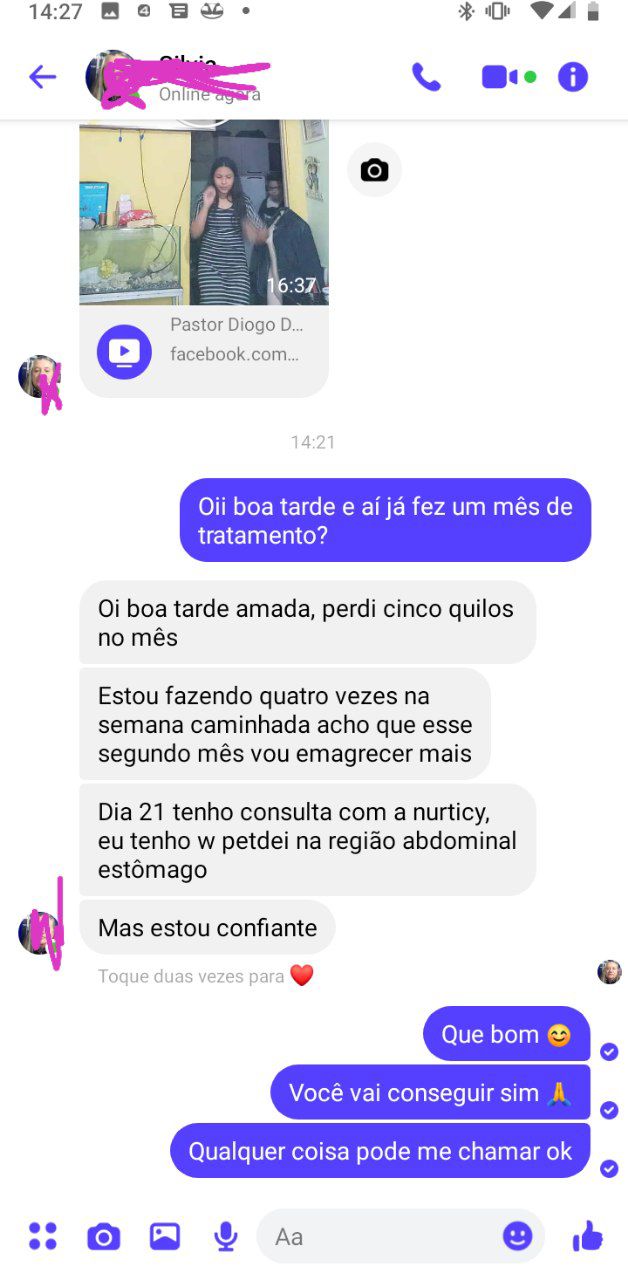 14:27
Online agora
16:37
Pastor Diogo D...
facebook.com...
14:21
Oii boa tarde e aí já fez um mês de
tratamento?
Oi boa tarde amada, perdi cinco quilos
no mês
Estou fazendo quatro vezes na
semana caminhada acho que esse
segundo mês vou emagrecer mais
Dia 21 tenho consulta com a nurticy,
eu tenho w petdei na região abdominal
estômago
Mas estou confiante
Toque duas vezes para ❤️
Que bom 😊
Você vai conseguir sim 🙏
Qualquer coisa pode me chamar ok
Aa